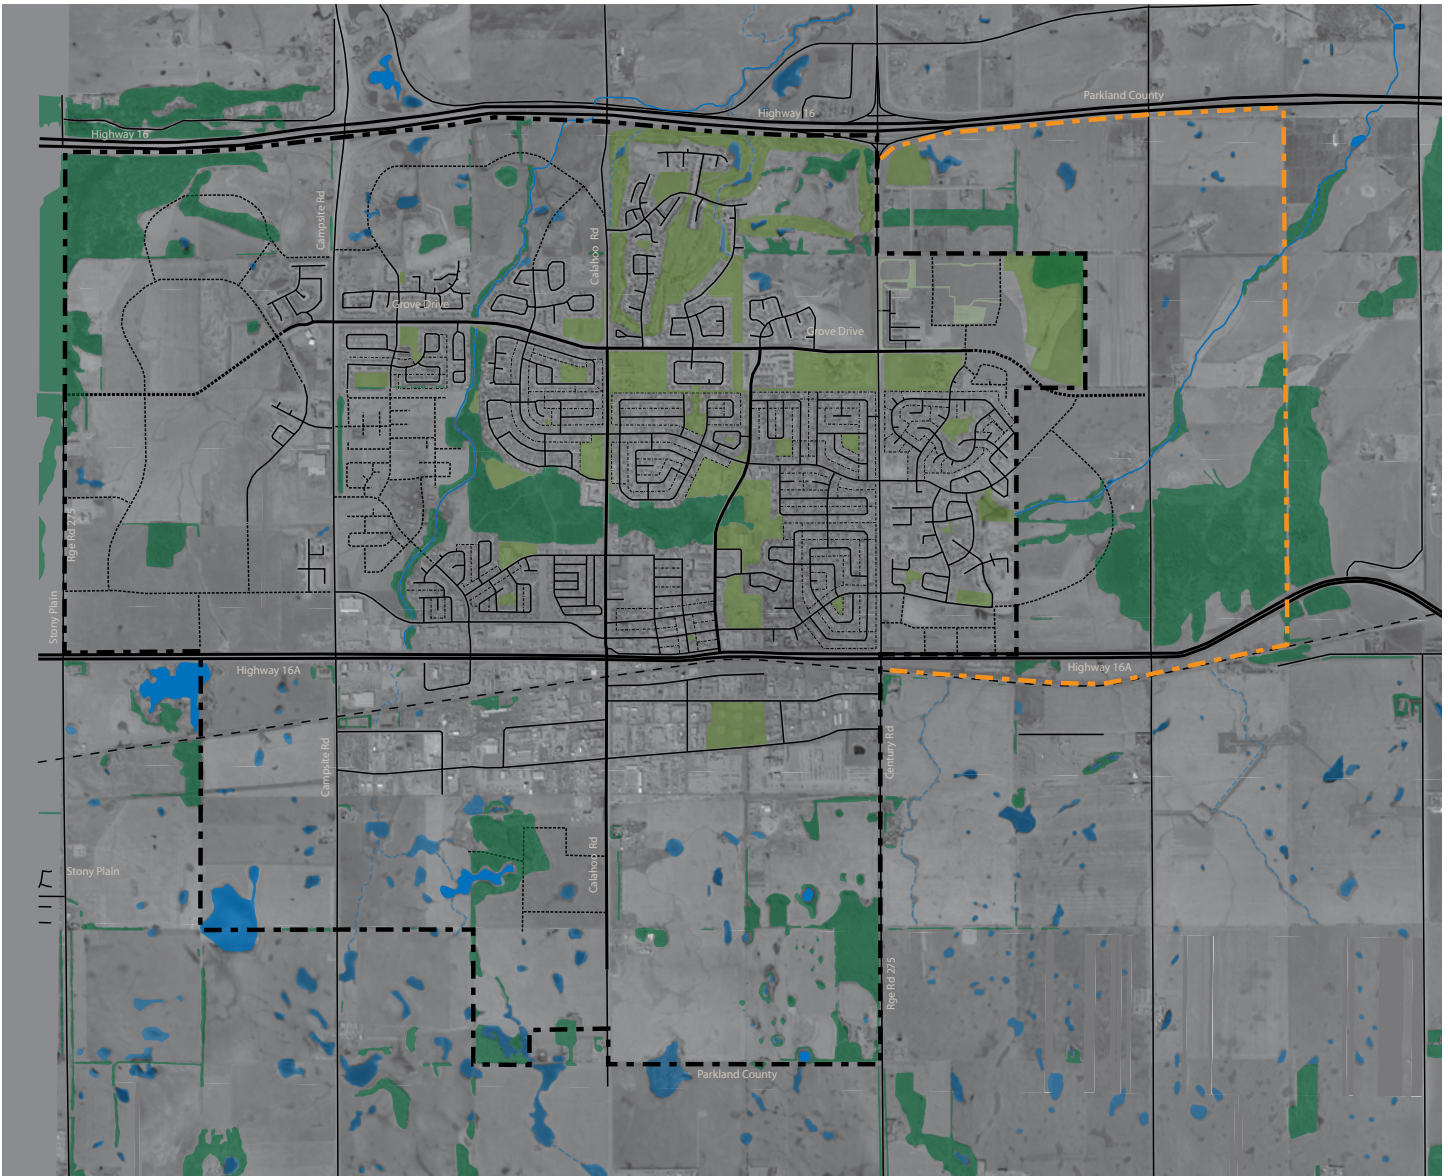 Parkland County
Highway 16
Highway 16
Campsite Rd
Calahoo Rd
Grove Drive
Grove Drive
Rge Rd 275
Stony Plain
Highway 16A
Highway 16A
Campsite Rd
Century Rd
Calahoo Rd
Stony Plain
Rge Rd 275
Parkland County